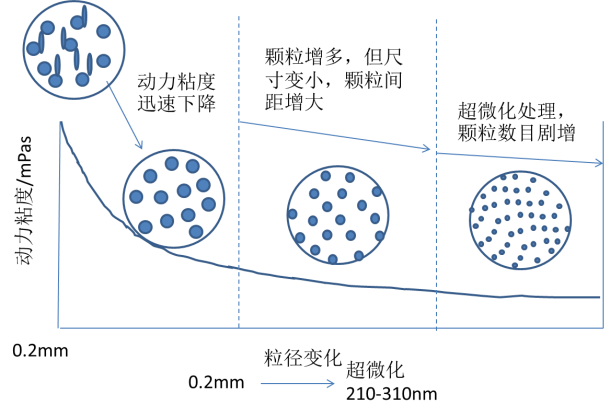 动力粘度
迅速下降
颗粒增多，但尺
寸变小，颗粒间
距增大
超微化处理，
颗粒数目剧增
动力粘度/mPas
0.2mm
粒径变化
0.2mm
超微化
210-310nm